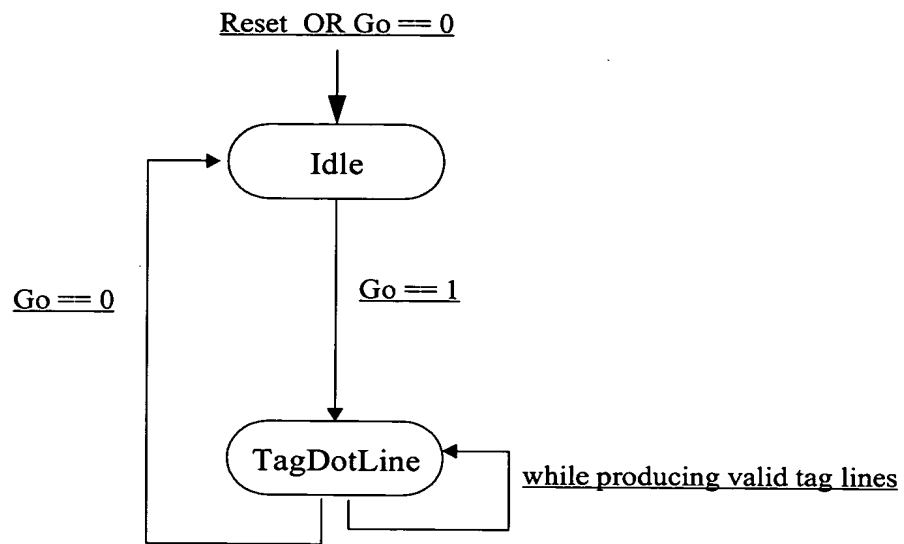 Reset OR Go == 0
Idle
Go == 0
Go == 1
TagDotLine
while producing valid tag lines